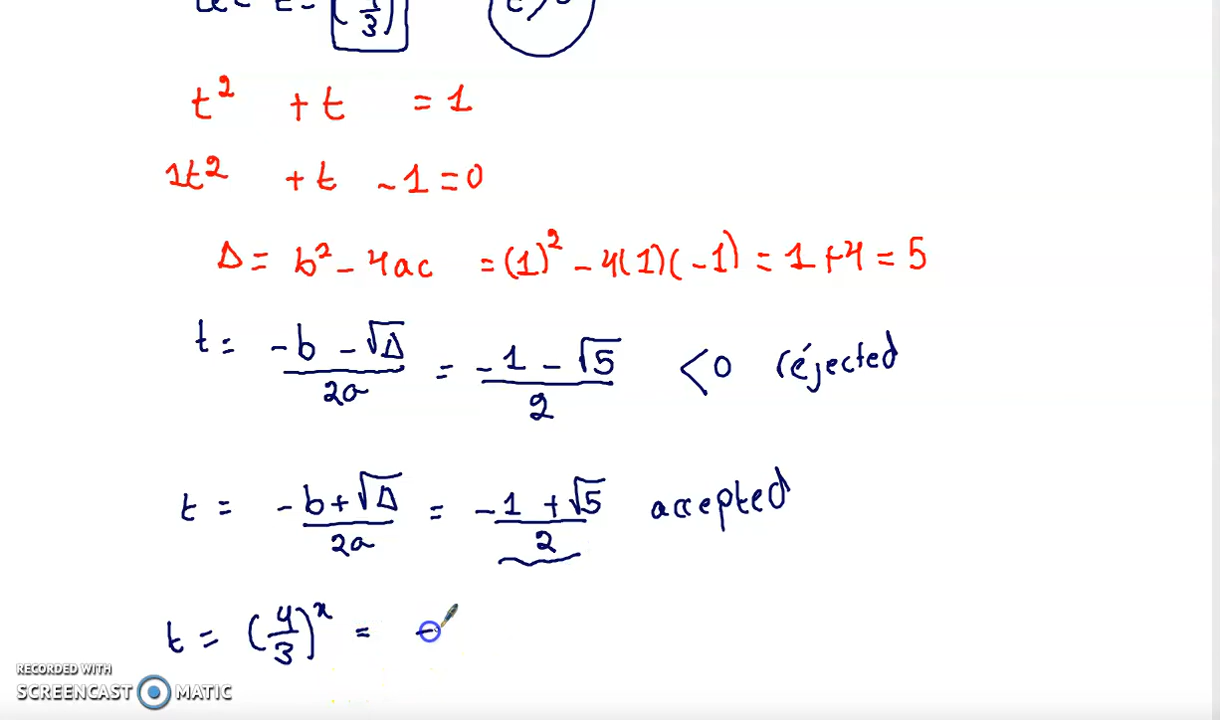 t² + t = 1
1t² + t - 1 = 0
Δ = b² - 4ac = (1)² - 4(1)(-1) = 1 + 4 = 5
t = (-b - √Δ)/2a = (-1 - √5)/2 <0 rejected
t = (-b + √Δ)/2a = (-1 + √5)/2 accepted
t = (4/3)ˣ = -
RECORDED WITH
SCREENCAST MATIC